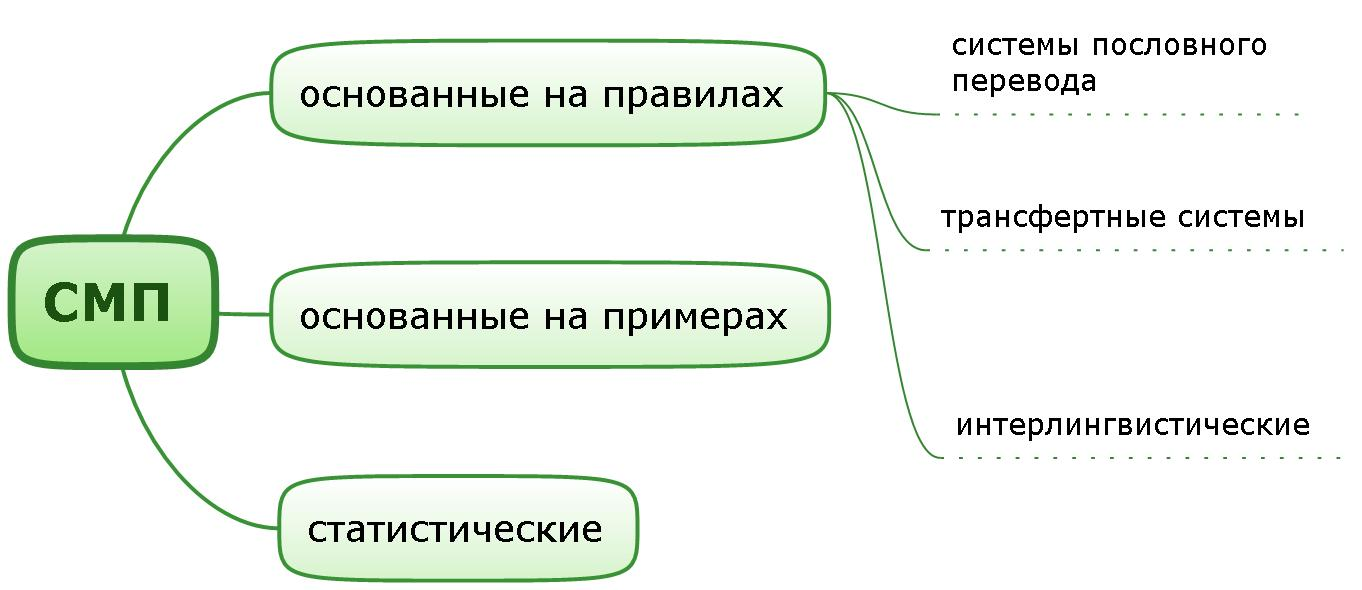 СМП
основанные на правилах
системы пословного
перевода
трансфертные системы
интерлингвистические
основанные на примерах
статистические